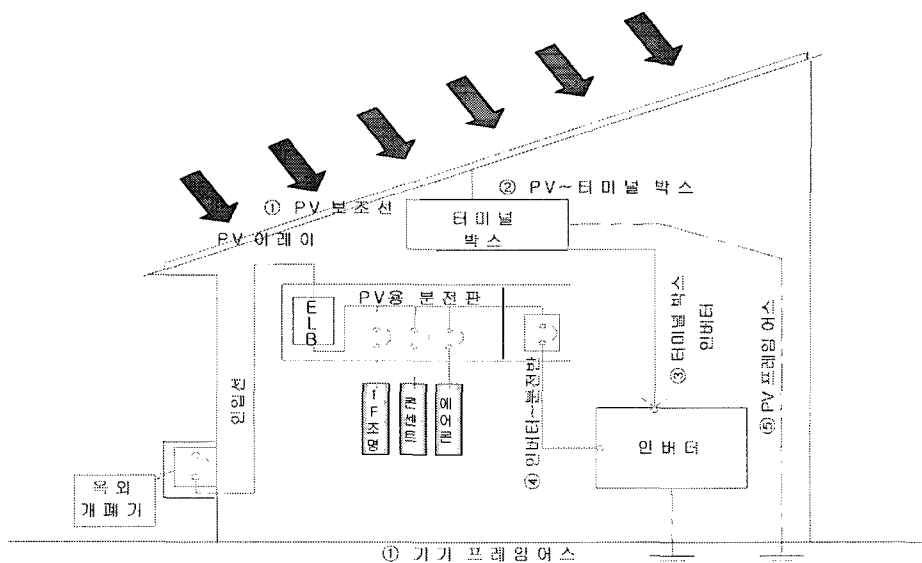 ② PV~터미널 박스
① PV 보조선
PV 어레이
터미널
박스
PV용 분전판
ELB
③ 터미널 박스
인버터
⑤ PV 프레임 어스
④ 인버터~분전반
인입선
1F조명
콘센트
에어콘
인버터
옥외
개폐기
① 기기 프레임어스